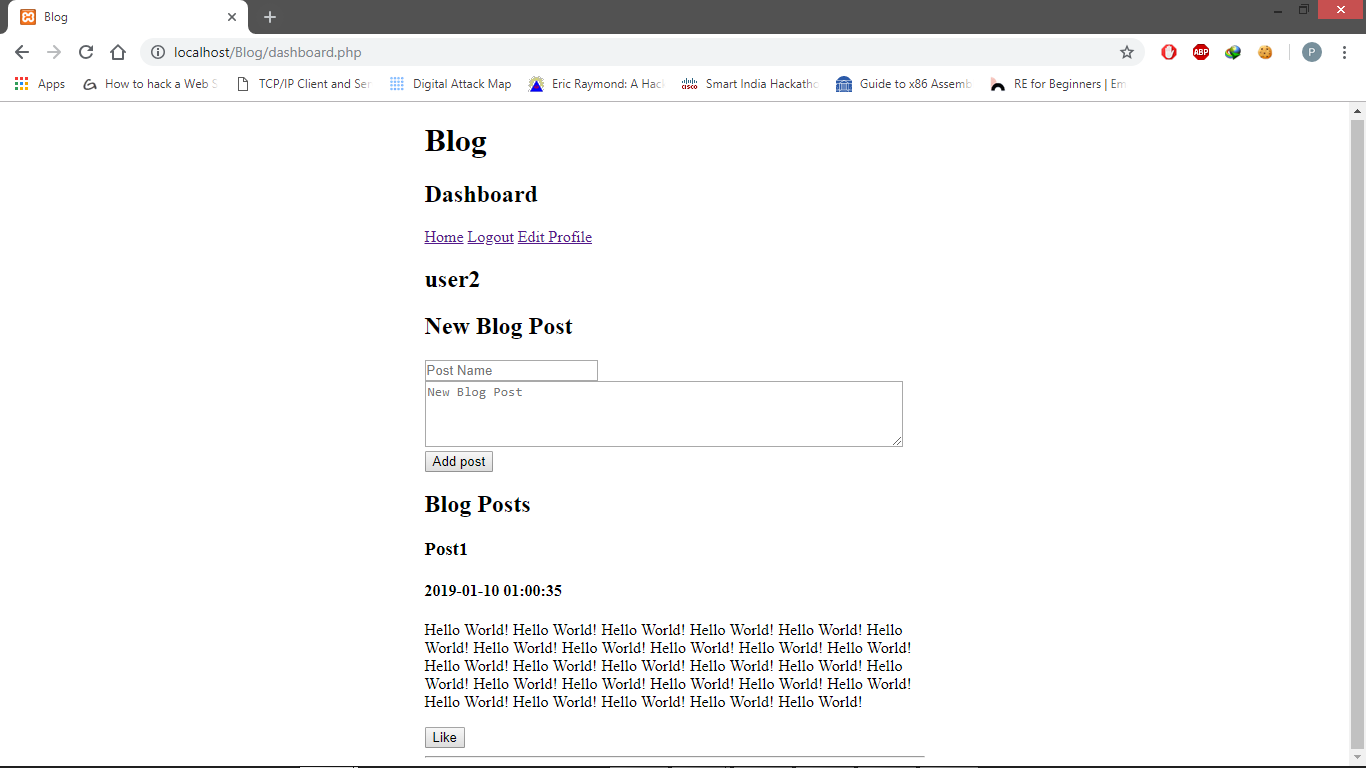 Blog
localhost/Blog/dashboard.php
ABP
P
Apps
How to hack a Web S
TCP/IP Client and Ser
Digital Attack Map
Eric Raymond: A Hac
cisco
Smart India Hackatho
Guide to x86 Assemb
RE for Beginners | Em
Blog
Dashboard
Home Logout Edit Profile
user2
New Blog Post
Post Name
New Blog Post
Add post
Blog Posts
Post1
2019-01-10 01:00:35
Hello World! Hello World! Hello World! Hello World! Hello World! Hello
World! Hello World! Hello World! Hello World! Hello World! Hello World!
Hello World! Hello World! Hello World! Hello World! Hello World! Hello
World! Hello World! Hello World! Hello World! Hello World! Hello World!
Hello World! Hello World! Hello World! Hello World! Hello World!
Like